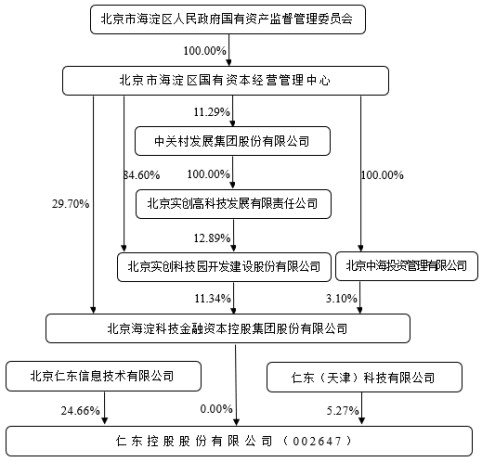 北京市海淀区人民政府国有资产监督管理委员会
100.00%
北京市海淀区国有资本经营管理中心
11.29%
中关村发展集团股份有限公司
84.60%
100.00%
100.00%
29.70%
北京实创高科技发展有限责任公司
12.89%
北京实创科技园开发建设股份有限公司
北京中海投资管理有限公司
11.34%
3.10%
北京海淀科技金融资本控股集团股份有限公司
北京仁东信息技术有限公司
仁东（天津）科技有限公司
24.66%
0.00%
5.27%
仁东控股股份有限公司（002647）